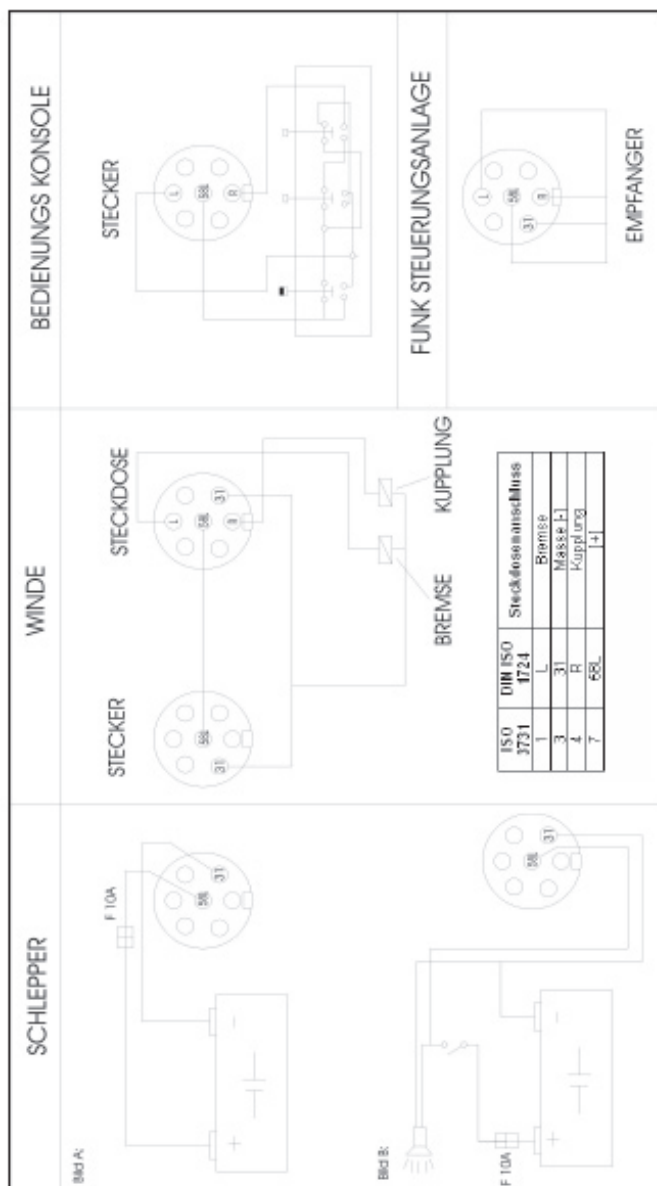 SCHLEPPER
Bild A:
F 10A
58L
31
+
-
Bild B:
F 10A
58L
31
+
-
WINDE
STECKER
58L
31
STECKDOSE
L
58L
31
R
BREMSE
KUPPLUNG
ISO 3731 DIN ISO 1724 Steckdosenanschluss
1 L Bremse
3 31 Masse [-]
4 R Kupplung
7 58L [+]
BEDIENUNGS KONSOLE
STECKER
L
58L
R
FUNK STEUERUNGSANLAGE
L
58L
R
31
EMPFANGER